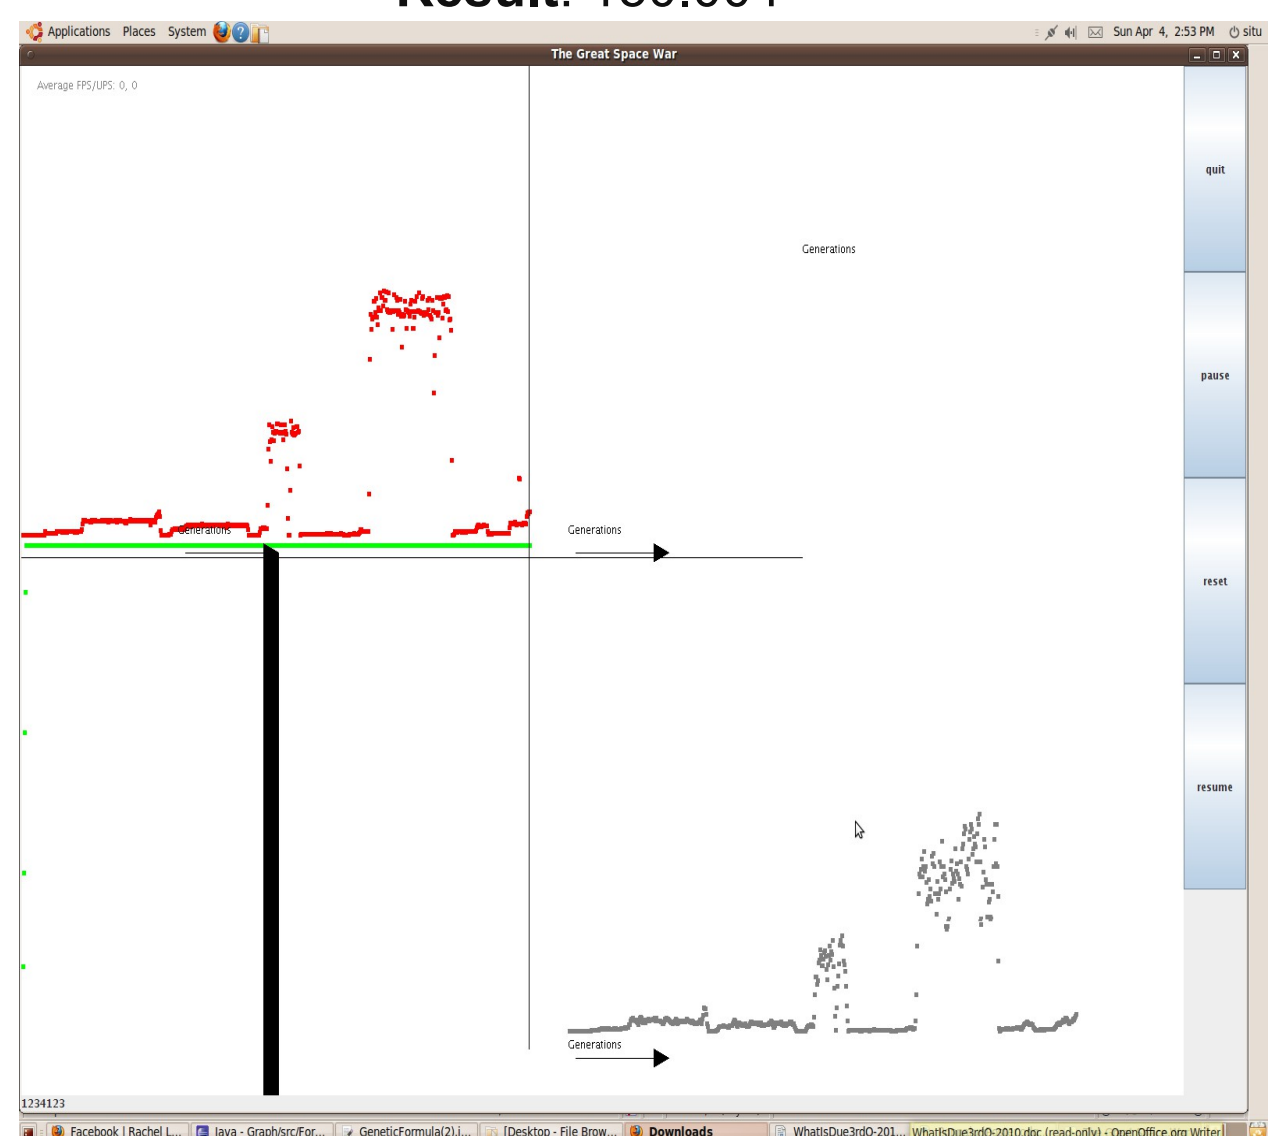 Applications Places System Sun Apr 4, 2:53 PM situ
The Great Space War
Average FPS/UPS: 0, 0
quit
Generations
pause
Generations
Generations
reset
resume
Generations
1234123
Facebook | Rachel L... Java - Graph/src/For... GeneticFormula(2).j... [Desktop - File Brow... Downloads WhatIsDue3rdQ-201... WhatIsDue3rdQ-2010.doc (read-only) - OpenOffice.org Writer